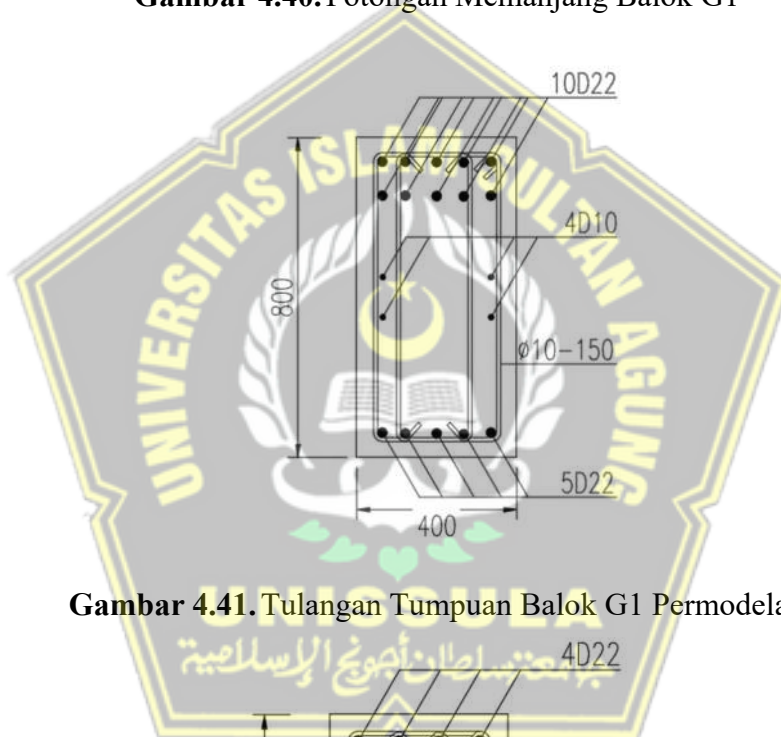 Gambar 4.40. Potongan Memanjang Balok G1
10D22
4D10
800
ø10-150
5D22
400
Gambar 4.41. Tulangan Tumpuan Balok G1 Permodela
4D22
UNIVERSITAS ISLAM SULTAN AGUNG
UNISSULA
جامعة سلطان أجونج الإسلامية